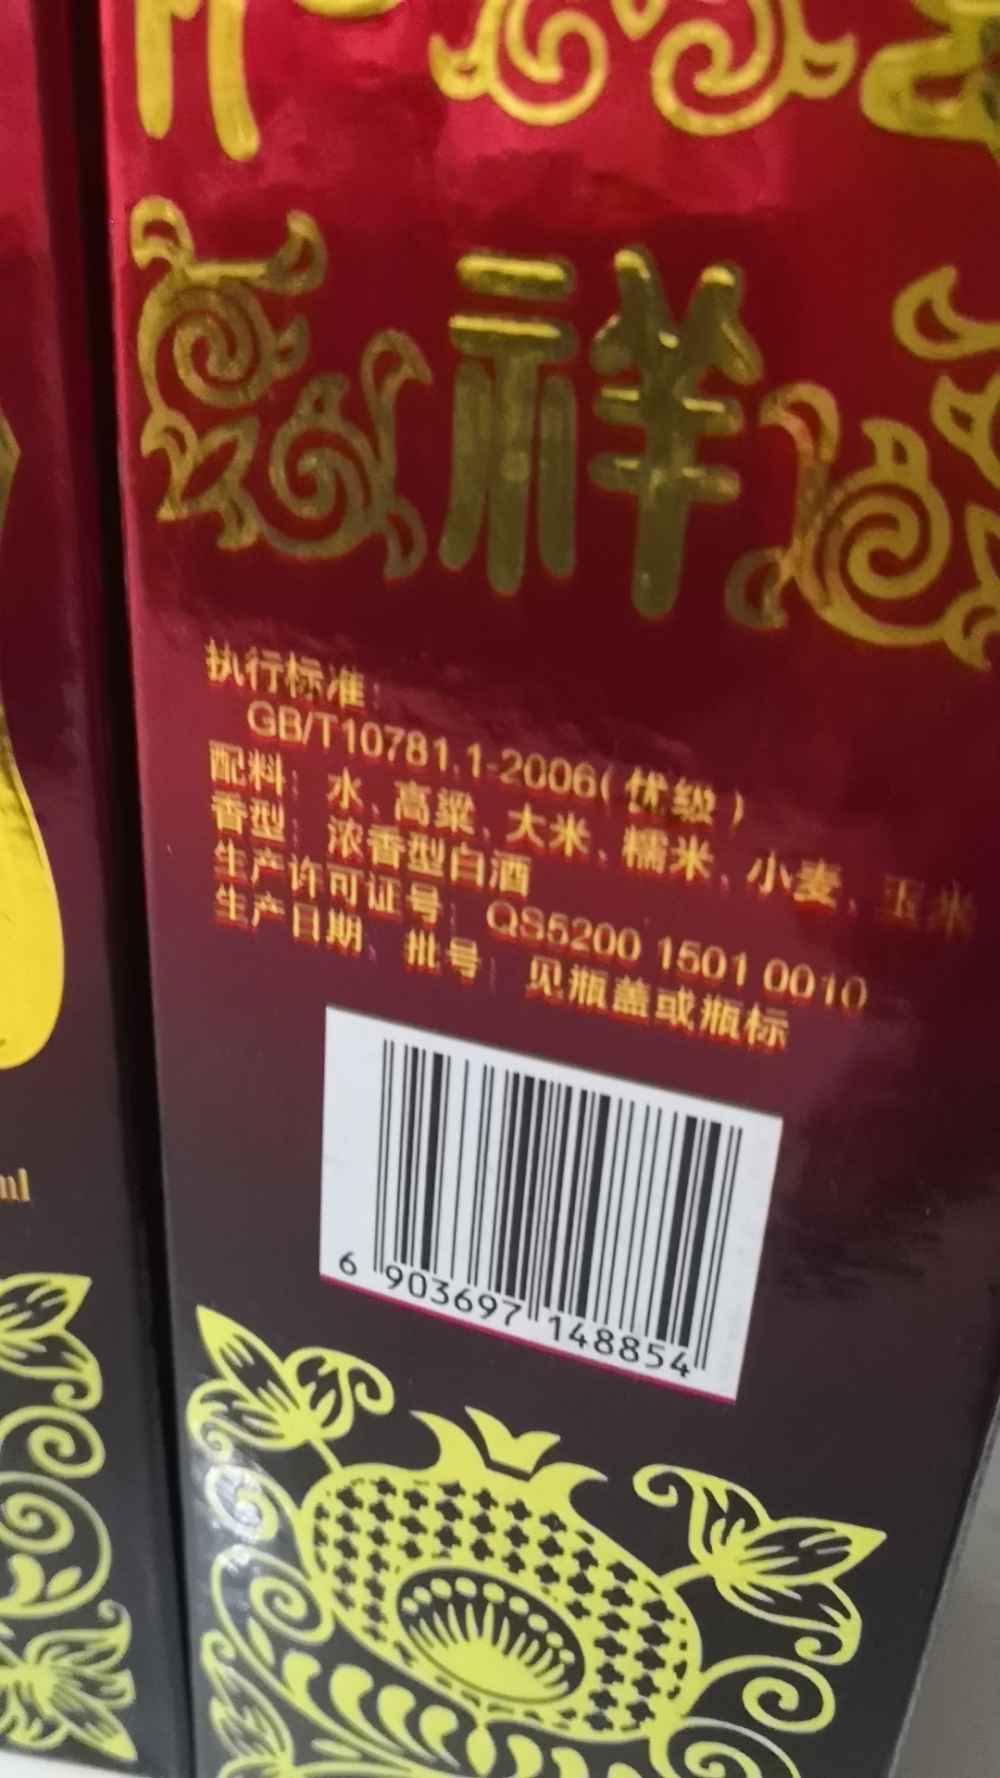 祥
执行标准：
GB/T10781.1-2006(优级)
配料：水、高粱、大米、糯米、小麦、玉米
香型：浓香型白酒
生产许可证号：QS5200 1501 0010
生产日期、批号：见瓶盖或瓶标
6 903697 148854
ml